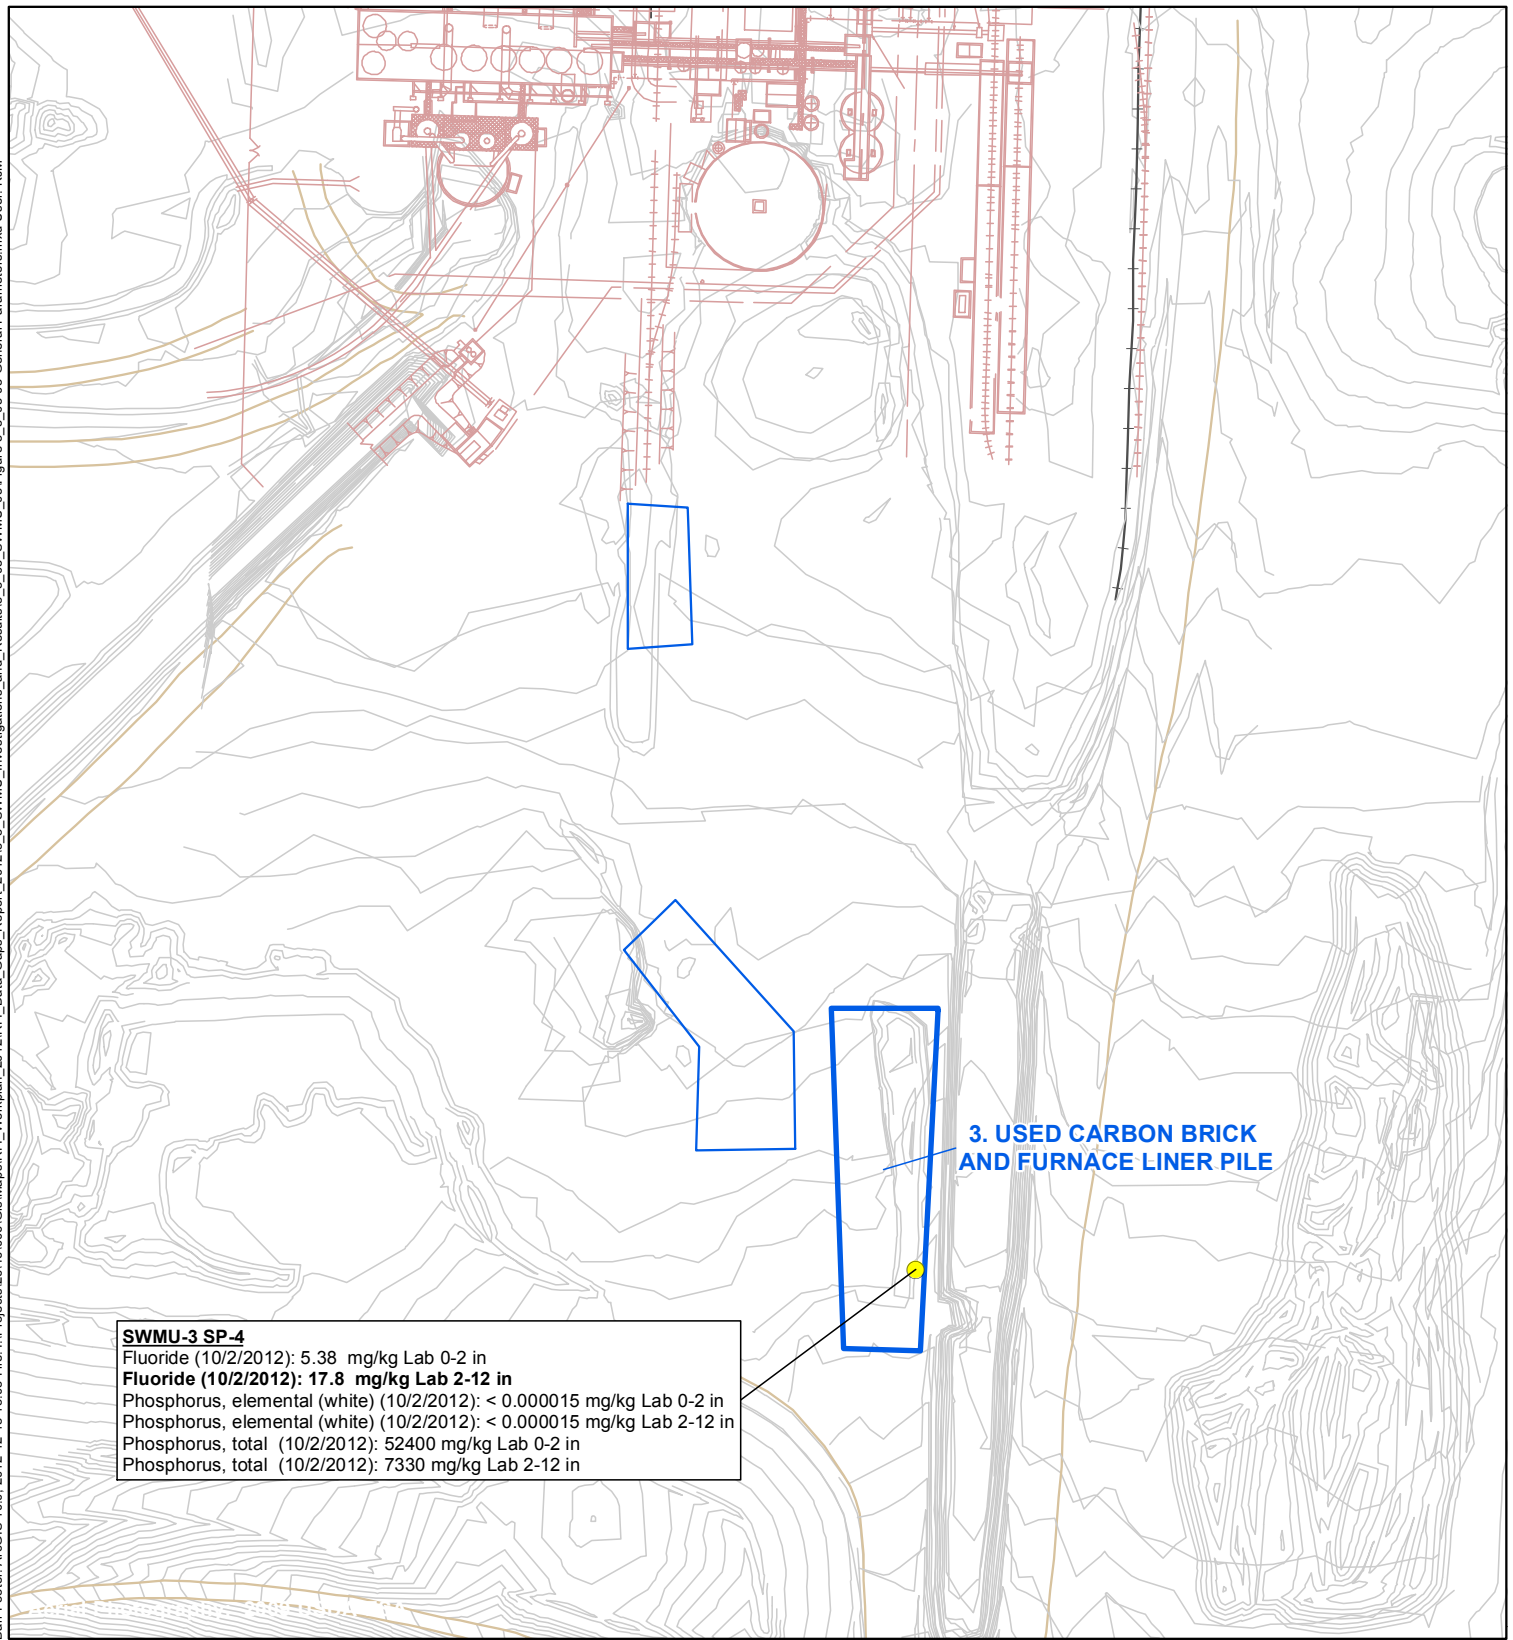 3. USED CARBON BRICK
AND FURNACE LINER PILE
SWMU-3 SP-4
Fluoride (10/2/2012): 5.38 mg/kg Lab 0-2 in
Fluoride (10/2/2012): 17.8 mg/kg Lab 2-12 in
Phosphorus, elemental (white) (10/2/2012): < 0.000015 mg/kg Lab 0-2 in
Phosphorus, elemental (white) (10/2/2012): < 0.000015 mg/kg Lab 2-12 in
Phosphorus, total (10/2/2012): 52400 mg/kg Lab 0-2 in
Phosphorus, total (10/2/2012): 7330 mg/kg Lab 2-12 in